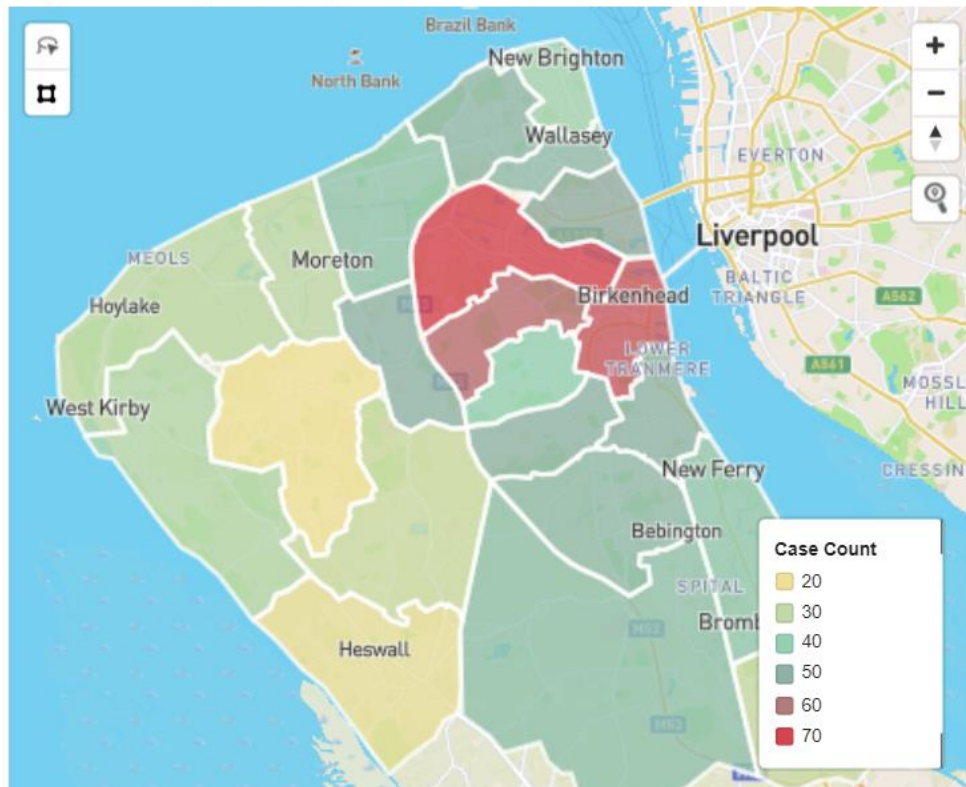 Brazil Bank
North Bank
New Brighton
Wallasey
EVERTON
Liverpool
MEOLS
Moreton
Hoylake
Birkenhead
BALTIC
TRIANGLE
A562
LOWER
TRANMERE
A561
MOSSL
HILL
West Kirby
New Ferry
CRESSIN
Bebington
SPITAL
Bromb
Heswall
M53
M53
Case Count
20
30
40
50
60
70